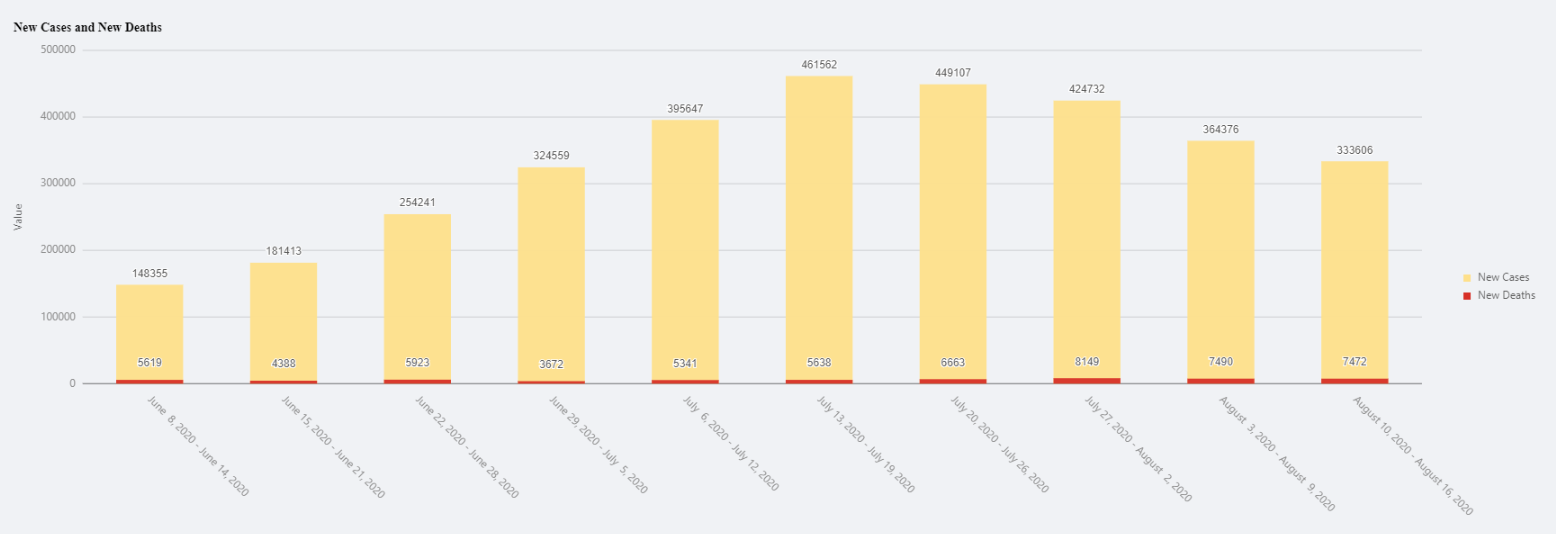 New Cases and New Deaths
500000
400000
300000
200000
100000
0
Value
148355
181413
254241
324559
395647
461562
449107
424732
364376
333606
5619
4388
5923
3672
5341
5638
6663
8149
7490
7472
June 8, 2020 - June 14, 2020
June 15, 2020 - June 21, 2020
June 22, 2020 - June 28, 2020
June 29, 2020 - July 5, 2020
July 6, 2020 - July 12, 2020
July 13, 2020 - July 19, 2020
July 20, 2020 - July 26, 2020
July 27, 2020 - August 2, 2020
August 3, 2020 - August 9, 2020
August 10, 2020 - August 16, 2020
New Cases
New Deaths